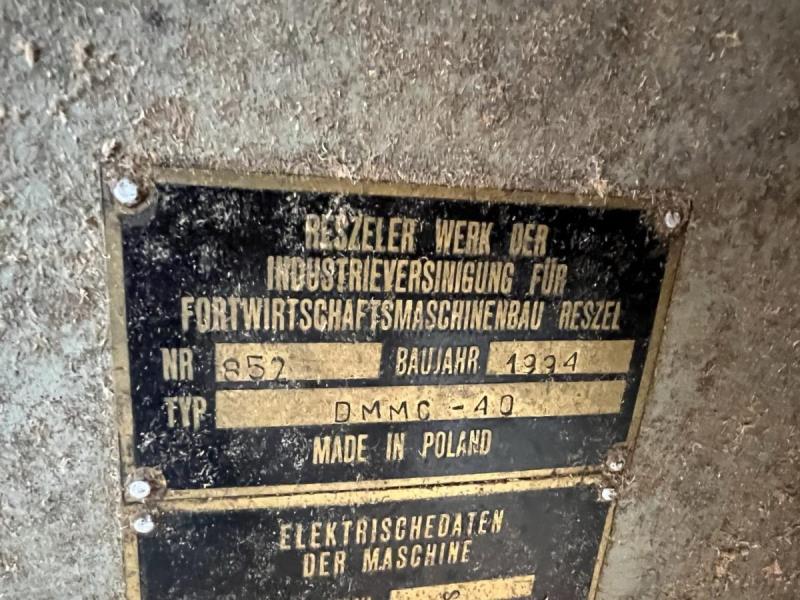 RESZELER WERK DER
INDUSTRIEVERSINIGUNG FÜR
FORTWIRTSCHAFTSMASCHINENBAU RESZEL
NR 852 BAUJAHR 1994
TYP DMMC-40
MADE IN POLAND
ELEKTRISCHEDATEN
DER MASCHINE